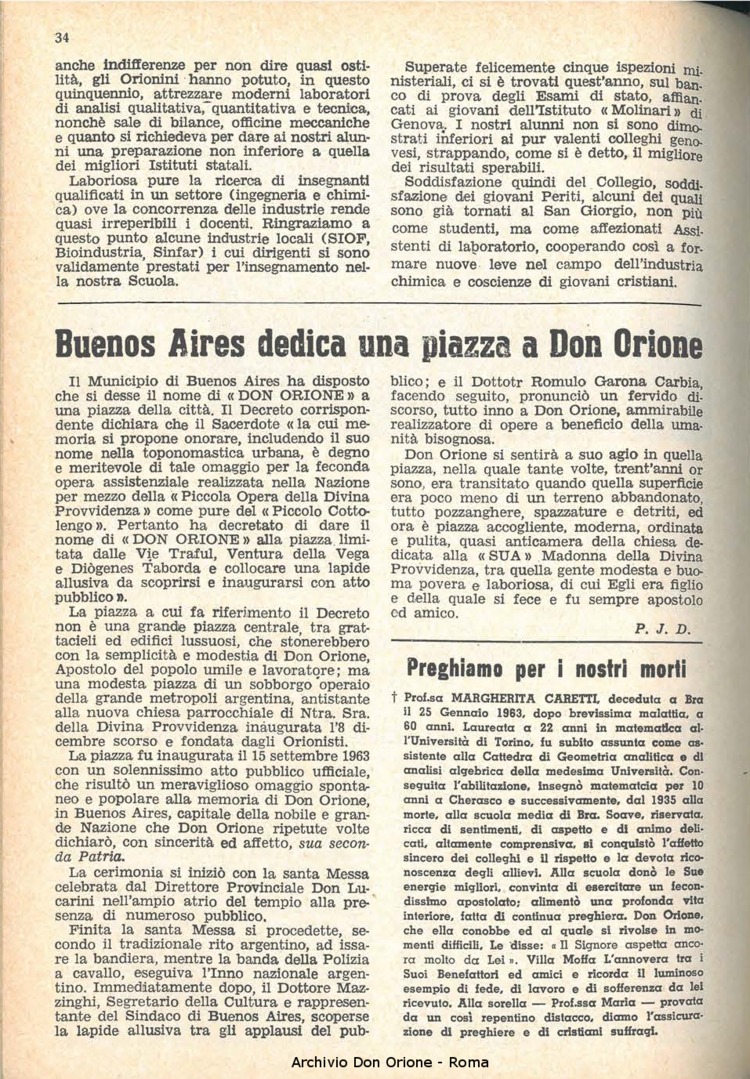 34
anche indifferenze per non dire quasi osti-
lità, gli Orionini hanno potuto, in questo
quinquennio, attrezzare moderni laboratori
di analisi qualitativa, quantitativa e tecnica,
nonchè sale di bilance, officine meccaniche
e quanto si richiedeva per dare ai nostri alun-
ni una preparazione non inferiore a quella
dei migliori Istituti statali.
Laboriosa pure la ricerca di insegnanti
qualificati in un settore (ingegneria e chimi-
ca) ove la concorrenza delle industrie rende
quasi irreperibili i docenti. Ringraziamo a
questo punto alcune industrie locali (SIOF,
Bioindustria, Sinfar) i cui dirigenti si sono
validamente prestati per l'insegnamento nel-
la nostra Scuola.
Superate felicemente cinque ispezioni mi-
nisteriali, ci si è trovati quest'anno, sul ban-
co di prova degli Esami di stato, affian-
cati ai giovani dell'Istituto « Molinari » di
Genova. I nostri alunni non si sono dimo-
strati inferiori ai pur valenti colleghi geno-
vesi, strappando, come si è detto, il migliore
dei risultati sperabili.
Soddisfazione quindi del Collegio, soddi-
sfazione dei giovani Periti, alcuni dei quali
sono già tornati al San Giorgio, non più
come studenti, ma come affezionati Assi-
stenti di laboratorio, cooperando così a for-
mare nuove leve nel campo dell'industria
chimica e coscienze di giovani cristiani.
Buenos Aires dedica una piazza a Don Orione
Il Municipio di Buenos Aires ha disposto
che si desse il nome di « DON ORIONE » a
una piazza della città. Il Decreto corrispon-
dente dichiara che il Sacerdote « la cui me-
moria si propone onorare, includendo il suo
nome nella toponomastica urbana, è degno
e meritevole di tale omaggio per la feconda
opera assistenziale realizzata nella Nazione
per mezzo della « Piccola Opera della Divina
Provvidenza » come pure del « Piccolo Cotto-
lengo ». Pertanto ha decretato di dare il
nome di « DON ORIONE » alla piazza limi-
tata dalle Vie Traful, Ventura della Vega
e Diògenes Taborda e collocare una lapide
allusiva da scoprirsi e inaugurarsi con atto
pubblico ».
La piazza a cui fa riferimento il Decreto
non è una grande piazza centrale, tra grat-
tacieli ed edifici lussuosi, che stonerebbero
con la semplicità e modestia di Don Orione,
Apostolo del popolo umile e lavoratore; ma
una modesta piazza di un sobborgo operaio
della grande metropoli argentina, antistante
alla nuova chiesa parrocchiale di Ntra. Sra.
della Divina Provvidenza inaugurata l'8 di-
cembre scorso e fondata dagli Orionisti.
La piazza fu inaugurata il 15 settembre 1963
con un solennissimo atto pubblico ufficiale,
che risultò un meraviglioso omaggio sponta-
neo e popolare alla memoria di Don Orione,
in Buenos Aires, capitale della nobile e gran-
de Nazione che Don Orione ripetute volte
dichiarò, con sincerità ed affetto, sua secon-
da Patria.
La cerimonia si iniziò con la santa Messa
celebrata dal Direttore Provinciale Don Lu-
carini nell'ampio atrio del tempio alla pre-
senza di numeroso pubblico.
Finita la santa Messa si procedette, se-
condo il tradizionale rito argentino, ad issa-
re la bandiera, mentre la banda della Polizia
a cavallo, eseguiva l'Inno nazionale argen-
tino. Immediatamente dopo, il Dottore Maz-
zinghi, Segretario della Cultura e rappresen-
tante del Sindaco di Buenos Aires, scoperse
la lapide allusiva tra gli applausi del pub-
blico; e il Dottotr Romulo Garona Carbia,
facendo seguito, pronunciò un fervido di-
scorso, tutto inno a Don Orione, ammirabile
realizzatore di opere a beneficio della uma-
nità bisognosa.
Don Orione si sentirà a suo agio in quella
piazza, nella quale tante volte, trent'anni or
sono, era transitato quando quella superficie
era poco meno di un terreno abbandonato,
tutto pozzanghere, spazzature e detriti, ed
ora è piazza accogliente, moderna, ordinata
e pulita, quasi anticamera della chiesa de-
dicata alla « SUA » Madonna della Divina
Provvidenza, tra quella gente modesta e buo-
ma povera e laboriosa, di cui Egli era figlio
e della quale si fece e fu sempre apostolo
ed amico.
P. J. D.
Preghiamo per i nostri morti
† Prof.sa MARGHERITA CARETTI, deceduta a Bra
il 25 Gennaio 1963, dopo brevissima malattia, a
60 anni. Laureata a 22 anni in matematica al-
l'Università di Torino, fu subito assunta come as-
sistente alla Cattedra di Geometria analitica e di
analisi algebrica della medesima Università. Con-
seguita l'abilitazione, insegnò matematcia per 10
anni a Cherasco e successivamente, dal 1935 alla
morte, alla scuola media di Bra. Soave, riservata,
ricca di sentimenti, di aspetto e di animo deli-
cati, altamente comprensiva, si conquistò l'affetto
sincero dei colleghi e il rispetto e la devota rico-
noscenza degli allievi. Alla scuola donò le Sue
energie migliori, convinta di esercitare un fecon-
dissimo apostolato; alimentò una profonda vita
interiore, fatta di continua preghiera. Don Orione,
che ella conobbe ed al quale si rivolse in mo-
menti difficili, Le disse: « Il Signore aspetta anco-
ra molto da Lei ». Villa Moffa L'annovera tra i
Suoi Benefattori ed amici e ricorda il luminoso
esempio di fede, di lavoro e di sofferenza da lei
ricevuto. Alla sorella — Prof.ssa Maria — provata
da un così repentino distacco, diamo l'assicura-
zione di preghiere e di cristiani suffragi.
Archivio Don Orione - Roma